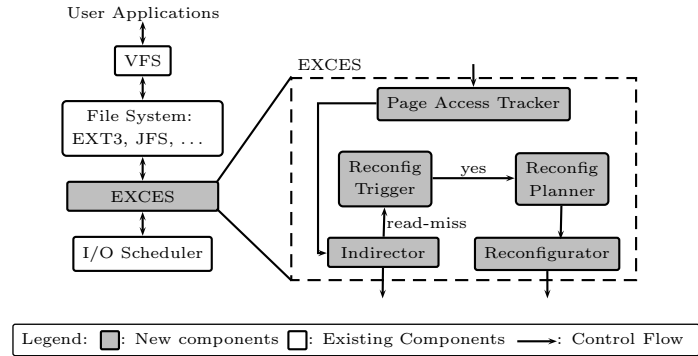 User Applications
VFS
File System:
EXT3, JFS, ...
EXCES
I/O Scheduler
EXCES
Page Access Tracker
Reconfig
Trigger
yes
Reconfig
Planner
read-miss
Indirector
Reconfigurator
Legend: : New components : Existing Components : Control Flow